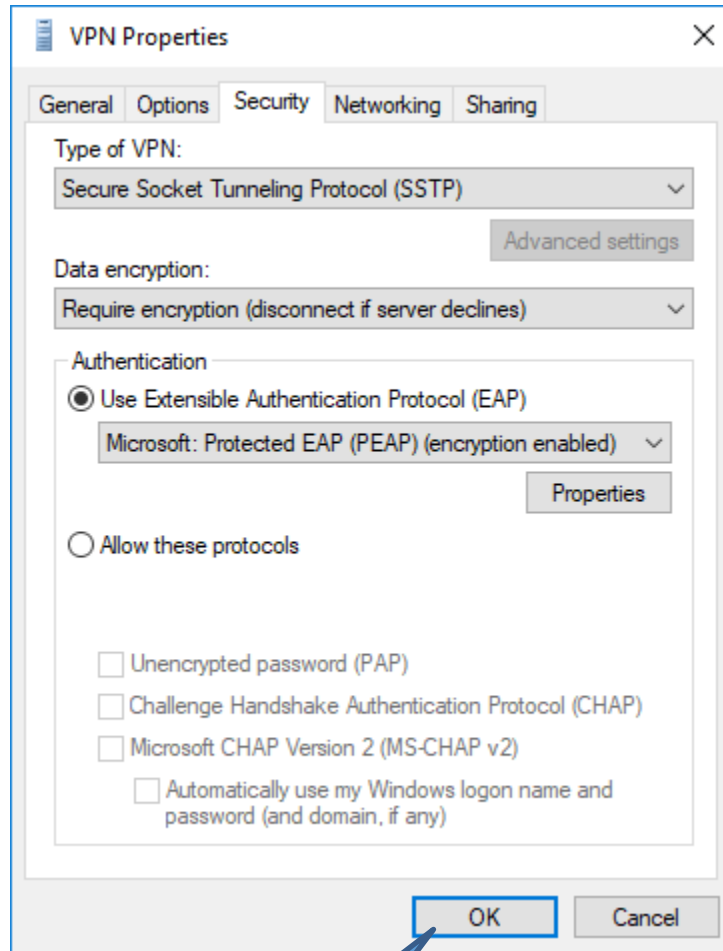 VPN Properties
General Options Security Networking Sharing
Type of VPN:
Secure Socket Tunneling Protocol (SSTP)
Advanced settings
Data encryption:
Require encryption (disconnect if server declines)
Authentication
Use Extensible Authentication Protocol (EAP)
Microsoft: Protected EAP (PEAP) (encryption enabled)
Properties
Allow these protocols
Unencrypted password (PAP)
Challenge Handshake Authentication Protocol (CHAP)
Microsoft CHAP Version 2 (MS-CHAP v2)
Automatically use my Windows logon name and
password (and domain, if any)
OK Cancel